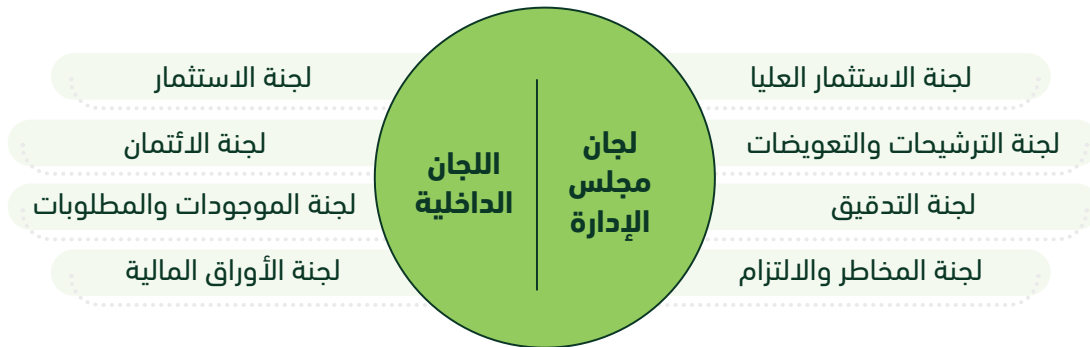 لجان
مجلس
الإدارة
لجنة الاستثمار العليا
لجنة الترشيحات والتعويضات
لجنة التدقيق
لجنة المخاطر والالتزام
اللجان
الداخلية
لجنة الاستثمار
لجنة الائتمان
لجنة الموجودات والمطلوبات
لجنة الأوراق المالية